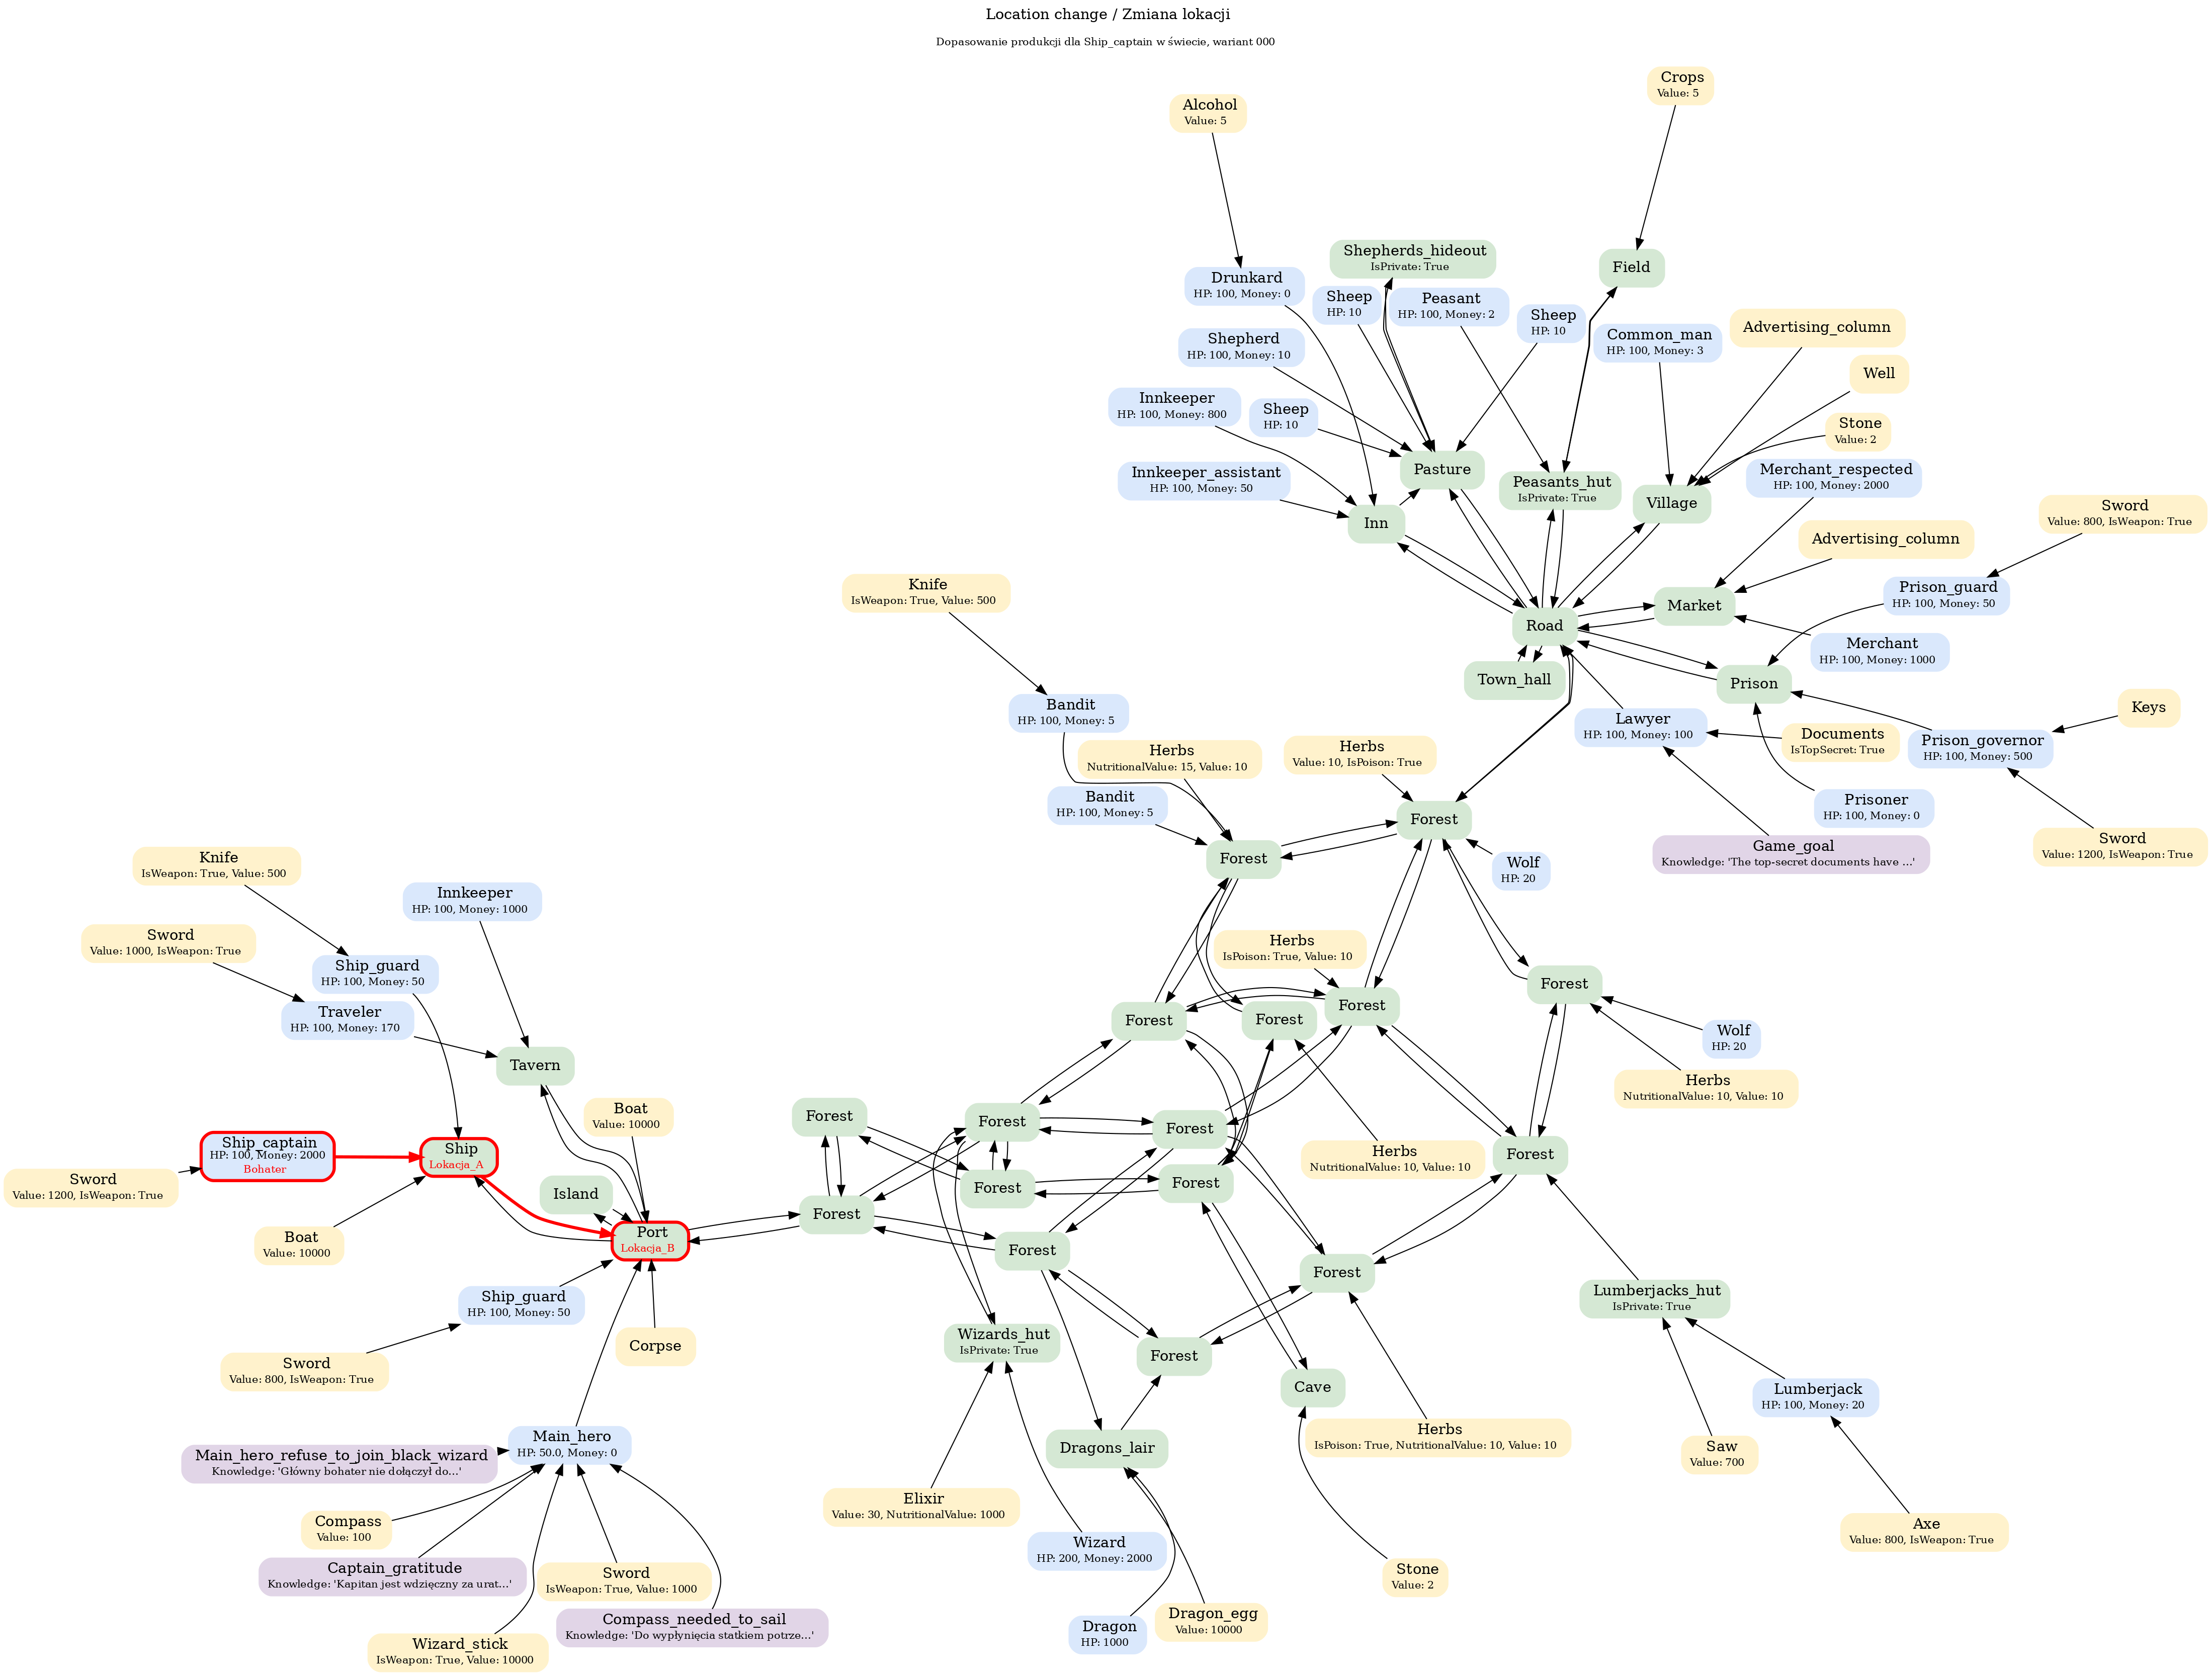 Location change / Zmiana lokacji
Dopasowanie produkcji dla Ship_captain w świecie, wariant 000
Crops
Value: 5
Alcohol
Value: 5
Shepherds_hideout
IsPrivate: True
Field
Drunkard
HP: 100, Money: 0
Sheep
HP: 10
Peasant
HP: 100, Money: 2
Sheep
HP: 10
Common_man
HP: 100, Money: 3
Advertising_column
Shepherd
HP: 100, Money: 10
Well
Innkeeper
HP: 100, Money: 800
Sheep
HP: 10
Stone
Value: 2
Innkeeper_assistant
HP: 100, Money: 50
Pasture
Peasants_hut
IsPrivate: True
Village
Merchant_respected
HP: 100, Money: 2000
Sword
Value: 800, IsWeapon: True
Inn
Advertising_column
Knife
IsWeapon: True, Value: 500
Prison_guard
HP: 100, Money: 50
Market
Road
Merchant
HP: 100, Money: 1000
Town_hall
Prison
Bandit
HP: 100, Money: 5
Keys
Lawyer
HP: 100, Money: 100
Documents
IsTopSecret: True
Prison_governor
HP: 100, Money: 500
Herbs
NutritionalValue: 15, Value: 10
Herbs
Value: 10, IsPoison: True
Bandit
HP: 100, Money: 5
Prisoner
HP: 100, Money: 0
Forest
Game_goal
Knowledge: 'The top-secret documents have ...'
Sword
Value: 1200, IsWeapon: True
Forest
Wolf
HP: 20
Knife
IsWeapon: True, Value: 500
Innkeeper
HP: 100, Money: 1000
Sword
Value: 1000, IsWeapon: True
Ship_guard
HP: 100, Money: 50
Herbs
IsPoison: True, Value: 10
Forest
Traveler
HP: 100, Money: 170
Forest
Forest
Forest
Wolf
HP: 20
Tavern
Herbs
NutritionalValue: 10, Value: 10
Boat
Value: 10000
Forest
Forest
Forest
Ship_captain
HP: 100, Money: 2000
Bohater
Ship
Lokacja_A
Herbs
NutritionalValue: 10, Value: 10
Forest
Sword
Value: 1200, IsWeapon: True
Island
Forest
Forest
Forest
Boat
Value: 10000
Port
Lokacja_B
Forest
Forest
Ship_guard
HP: 100, Money: 50
Lumberjacks_hut
IsPrivate: True
Corpse
Wizards_hut
IsPrivate: True
Forest
Sword
Value: 800, IsWeapon: True
Cave
Lumberjack
HP: 100, Money: 20
Main_hero
HP: 50.0, Money: 0
Main_hero_refuse_to_join_black_wizard
Knowledge: 'Główny bohater nie dołączył do...'
Dragons_lair
Herbs
IsPoison: True, NutritionalValue: 10, Value: 10
Saw
Value: 700
Elixir
Value: 30, NutritionalValue: 1000
Compass
Value: 100
Axe
Value: 800, IsWeapon: True
Wizard
HP: 200, Money: 2000
Captain_gratitude
Knowledge: 'Kapitan jest wdzięczny za urat...'
Sword
IsWeapon: True, Value: 1000
Stone
Value: 2
Compass_needed_to_sail
Knowledge: 'Do wypłynięcia statkiem potrze...'
Dragon
HP: 1000
Dragon_egg
Value: 10000
Wizard_stick
IsWeapon: True, Value: 10000